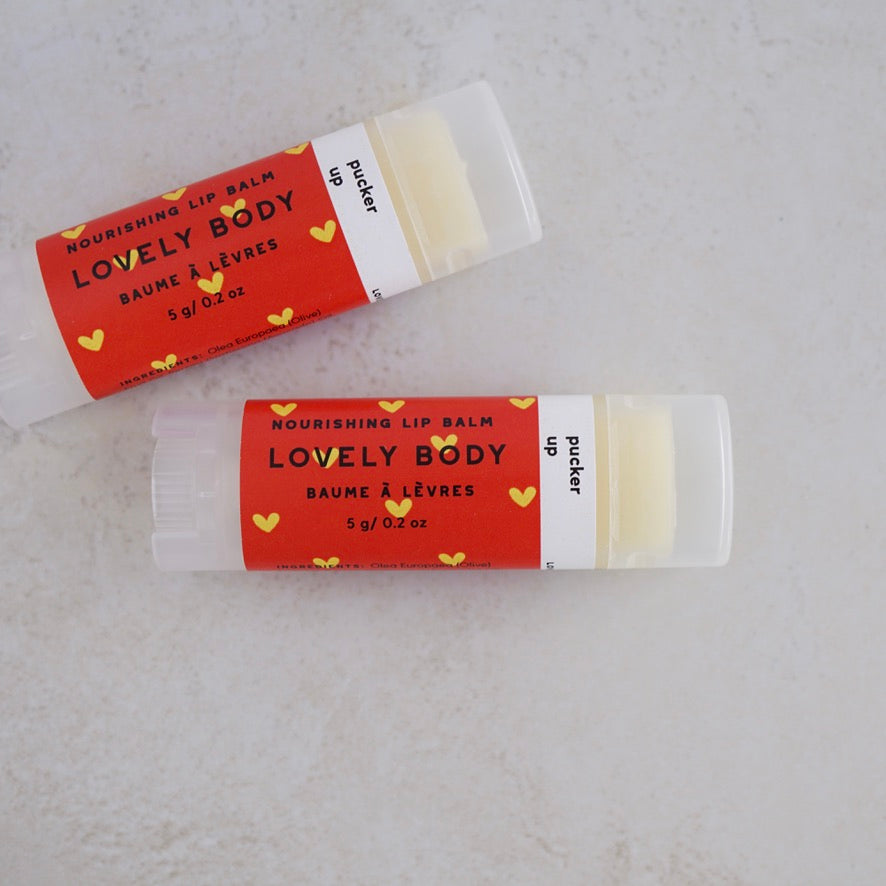 NOURISHING LIP BALM
LOVELY BODY
BAUME À LÈVRES
5 g/ 0.2 oz
INGREDIENTS: Olea Europaea (Olive)
pucker
up
NOURISHING LIP BALM
LOVELY BODY
BAUME À LÈVRES
5 g/ 0.2 oz
INGREDIENTS: Olea Europaea (Olive)
pucker
up